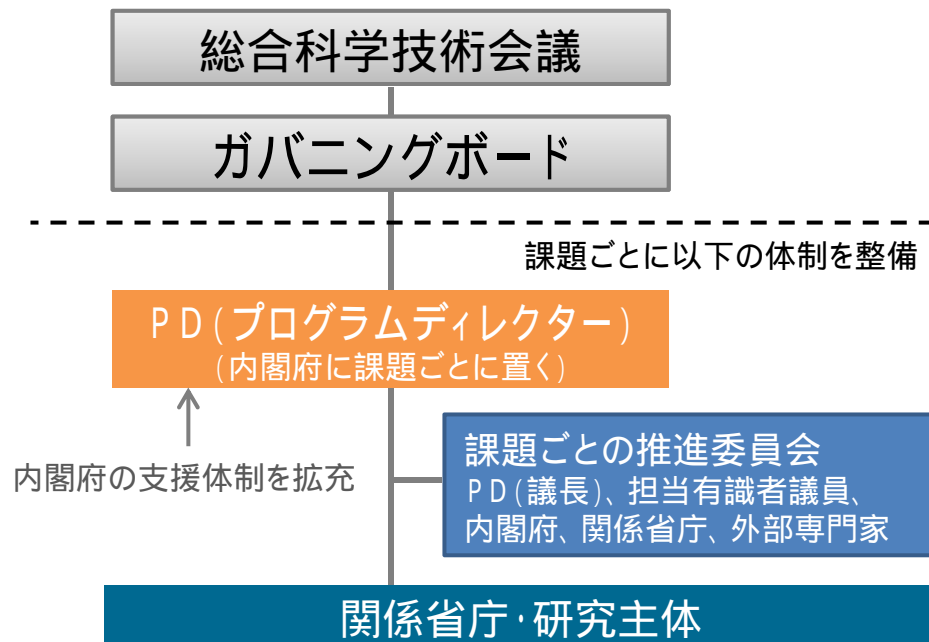 総合科学技術会議
ガバニングボード
課題ごとに以下の体制を整備
PD(プログラムディレクター)
(内閣府に課題ごとに置く)
内閣府の支援体制を拡充
課題ごとの推進委員会
PD(議長)、担当有識者議員、
内閣府、関係省庁、外部専門家
関係省庁・研究主体